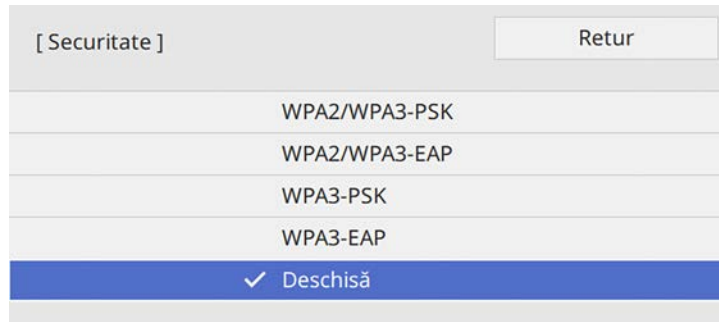 [ Securitate ]
Retur
WPA2/WPA3-PSK
WPA2/WPA3-EAP
WPA3-PSK
WPA3-EAP
Deschisă